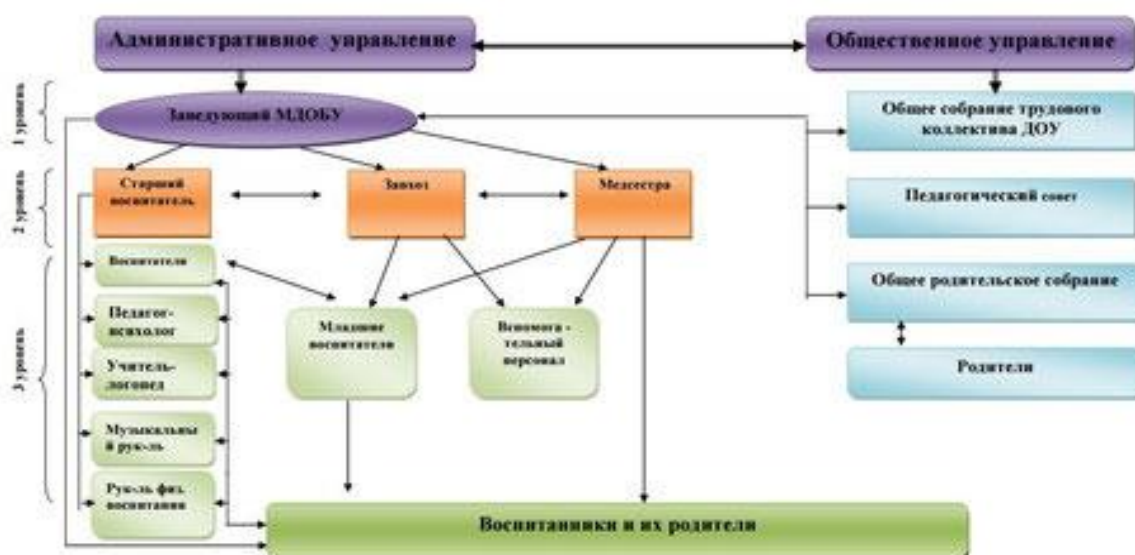 Административное управление
Общественное управление
1 уровень
Заведующий МДОБУ
Общее собрание трудового
коллектива ДОУ
2 уровень
Старший
воспитатель
Завхоз
Медсестра
Педагогический совет
3 уровень
Воспитатели
Общее родительское собрание
Педагог-
психолог
Младшие
воспитатели
Вспомога -
тельный
персонал
Учитель-
логопед
Родители
Музыкальны
й рук-ль
Рук-ль физ.
воспитания
Воспитанники и их родители